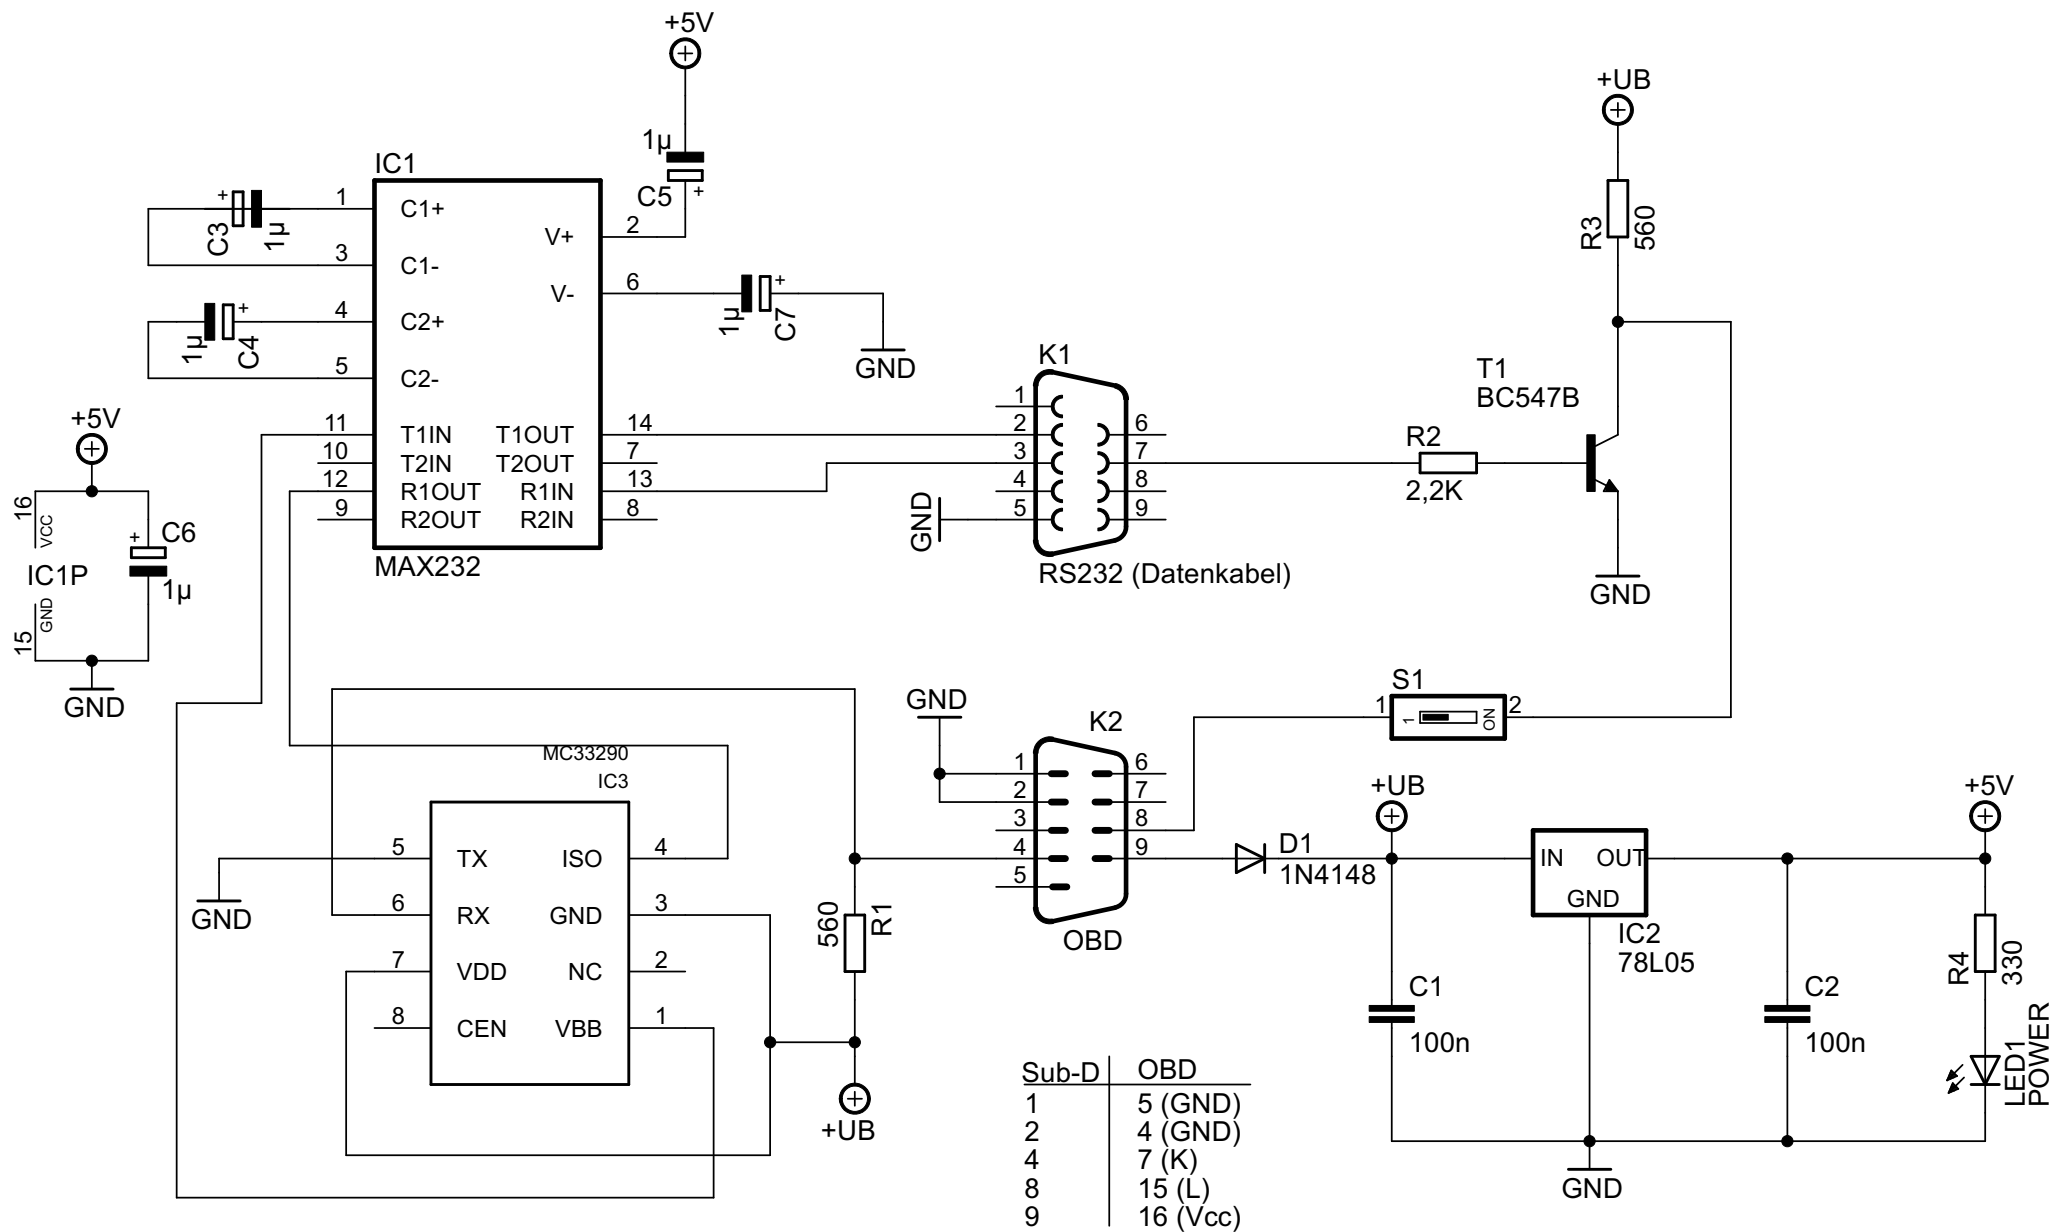 +5V
+UB
1µ
IC1
C5
+
+
C3
1µ
1 C1+
V+ 2
3 C1-
V- 6
R3
560
+
1µ
C4
4 C2+
+
1µ
C7
GND
5 C2-
K1
T1
BC547B
+5V
11 T1IN T1OUT 14
10 T2IN T2OUT 7
12 R1OUT R1IN 13
9 R2OUT R2IN 8
MAX232
1
2 6
3 7
4 8
5 9
GND
RS232 (Datenkabel)
R2
2,2K
GND
16
VCC
IC1P
GND
15
+
C6
1µ
GND
S1
1 1 ON 2
GND
K2
MC33290
IC3
1 6
2 7
3 8
4 9
5
OBD
+UB
+5V
D1
1N4148
IN OUT
GND
IC2
78L05
GND
5 TX ISO 4
6 RX GND 3
7 VDD NC 2
8 CEN VBB 1
560
R1
+UB
C1
100n
C2
100n
R4
330
LED1
POWER
GND
Sub-D OBD
1 5 (GND)
2 4 (GND)
4 7 (K)
8 15 (L)
9 16 (Vcc)